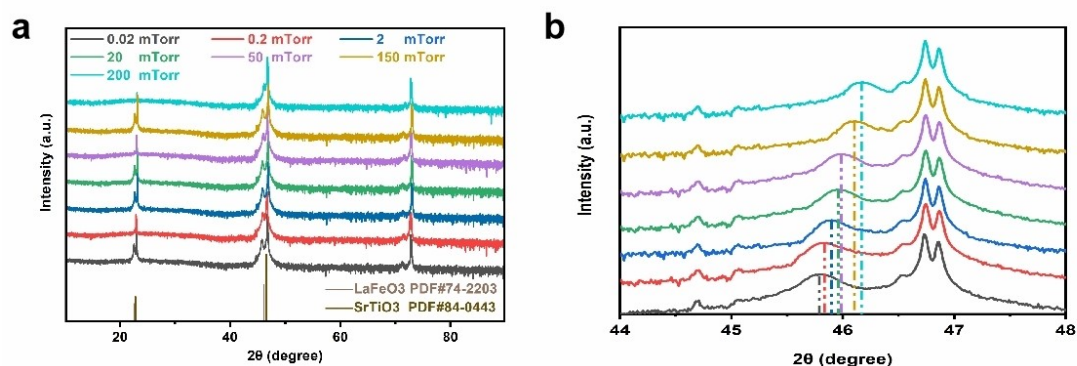 a
0.02 mTorr 0.2 mTorr 2 mTorr
20 mTorr 50 mTorr 150 mTorr
200 mTorr
Intensity (a.u.)
LaFeO3 PDF#74-2203
SrTiO3 PDF#84-0443
20 40 60 80
2θ (degree)
b
Intensity (a.u.)
44 45 46 47 48
2θ (degree)